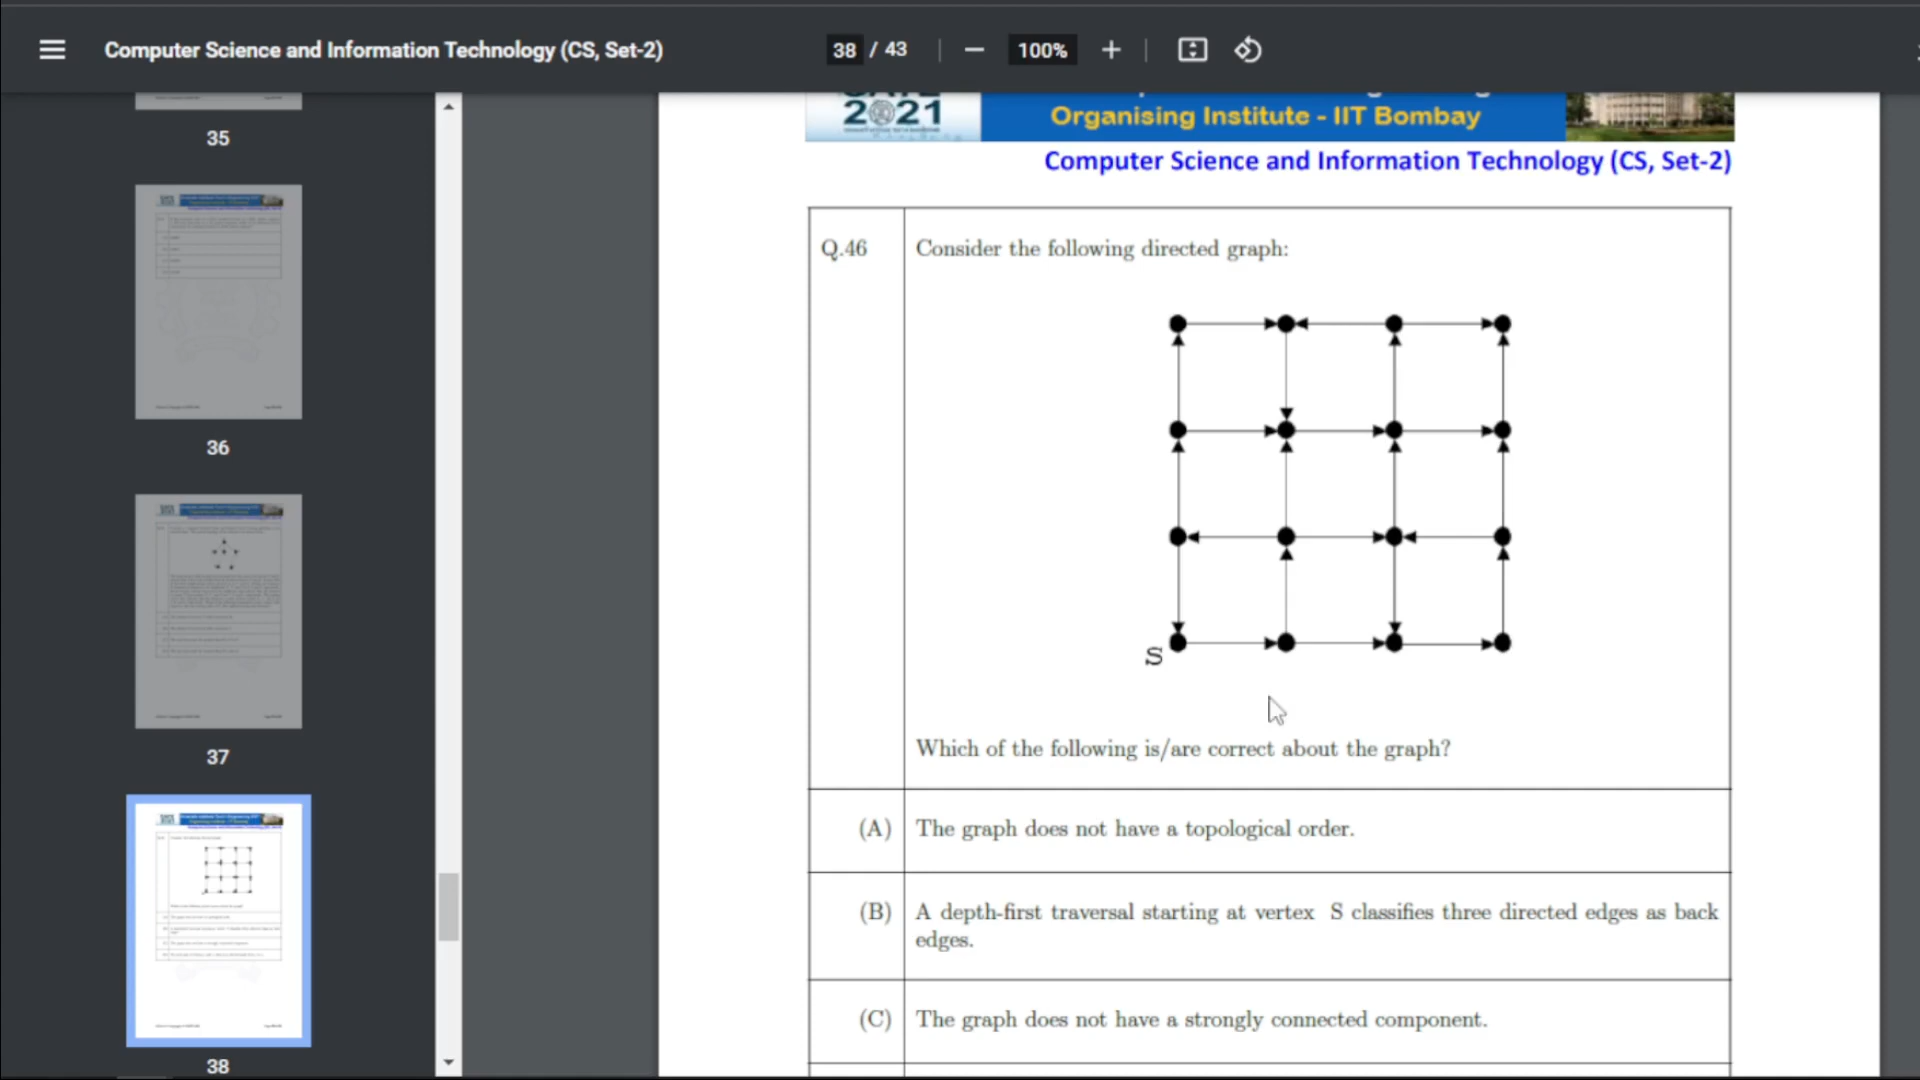 Computer Science and Information Technology (CS, Set-2)
38 / 43
100%
35
36
37
38
2021
Organising Institute - IIT Bombay
Computer Science and Information Technology (CS, Set-2)
Q.46
Consider the following directed graph:
S
Which of the following is/are correct about the graph?
(A) The graph does not have a topological order.
(B) A depth-first traversal starting at vertex S classifies three directed edges as back
edges.
(C) The graph does not have a strongly connected component.